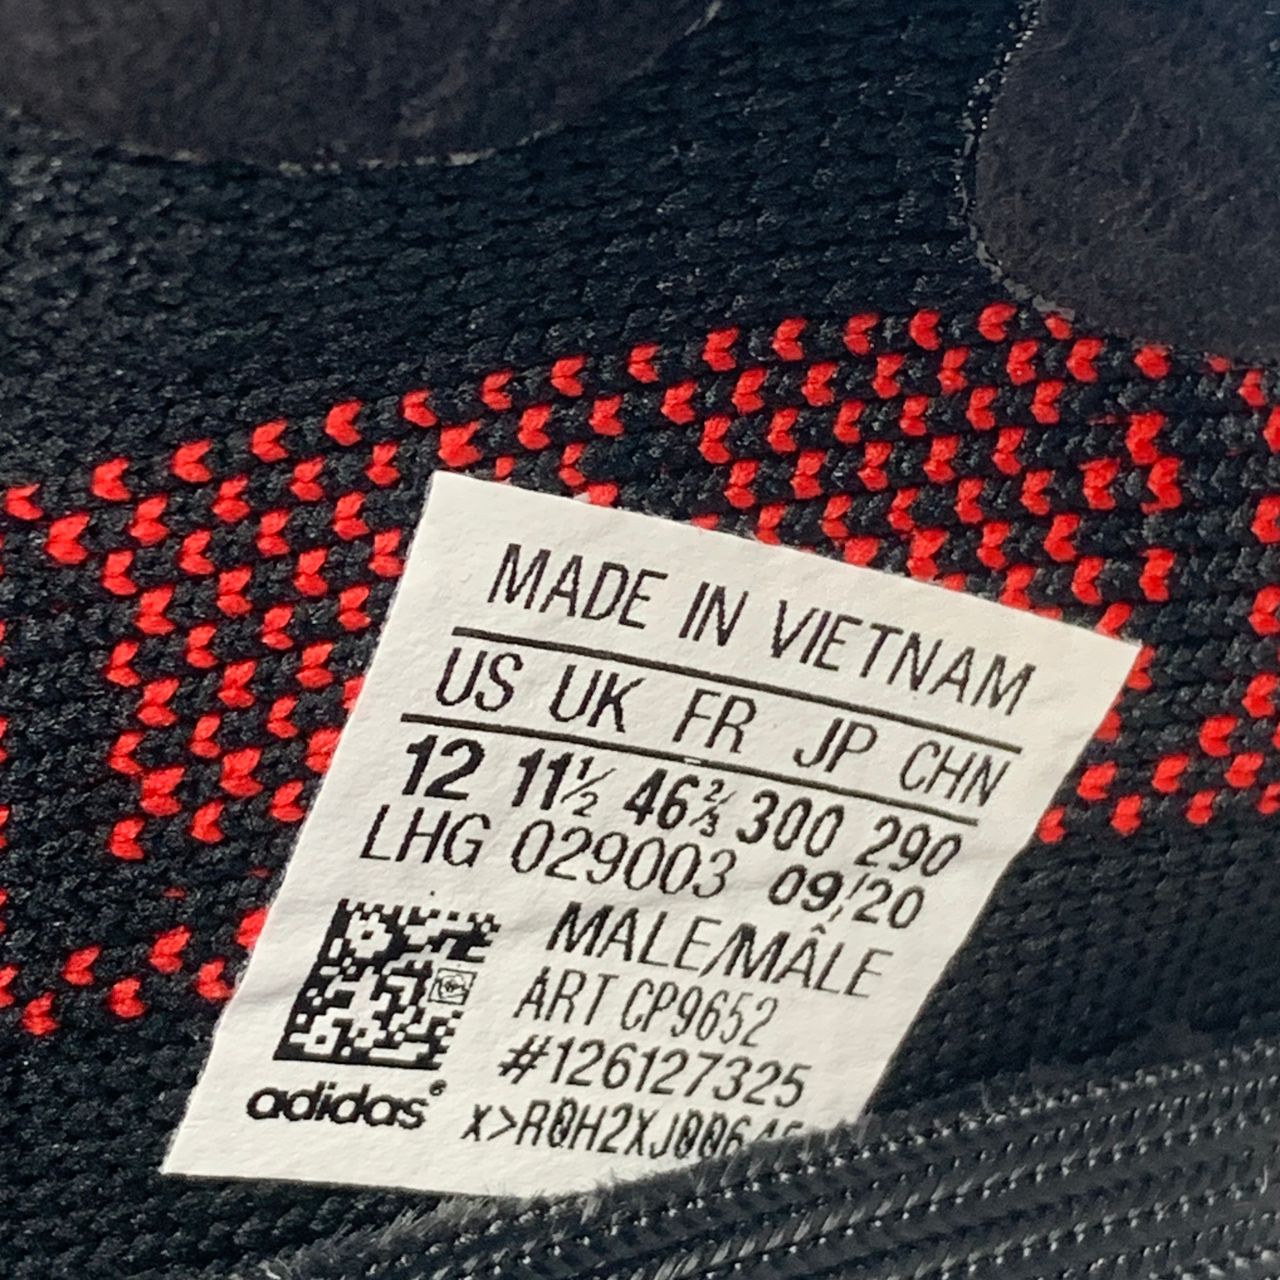 MADE IN VIETNAM
US UK FR JP CHN
12 11½ 46⅔ 300 290
LHG 029003 09/20
MALE/MÂLE
ART CP9652
#126127325
adidas®